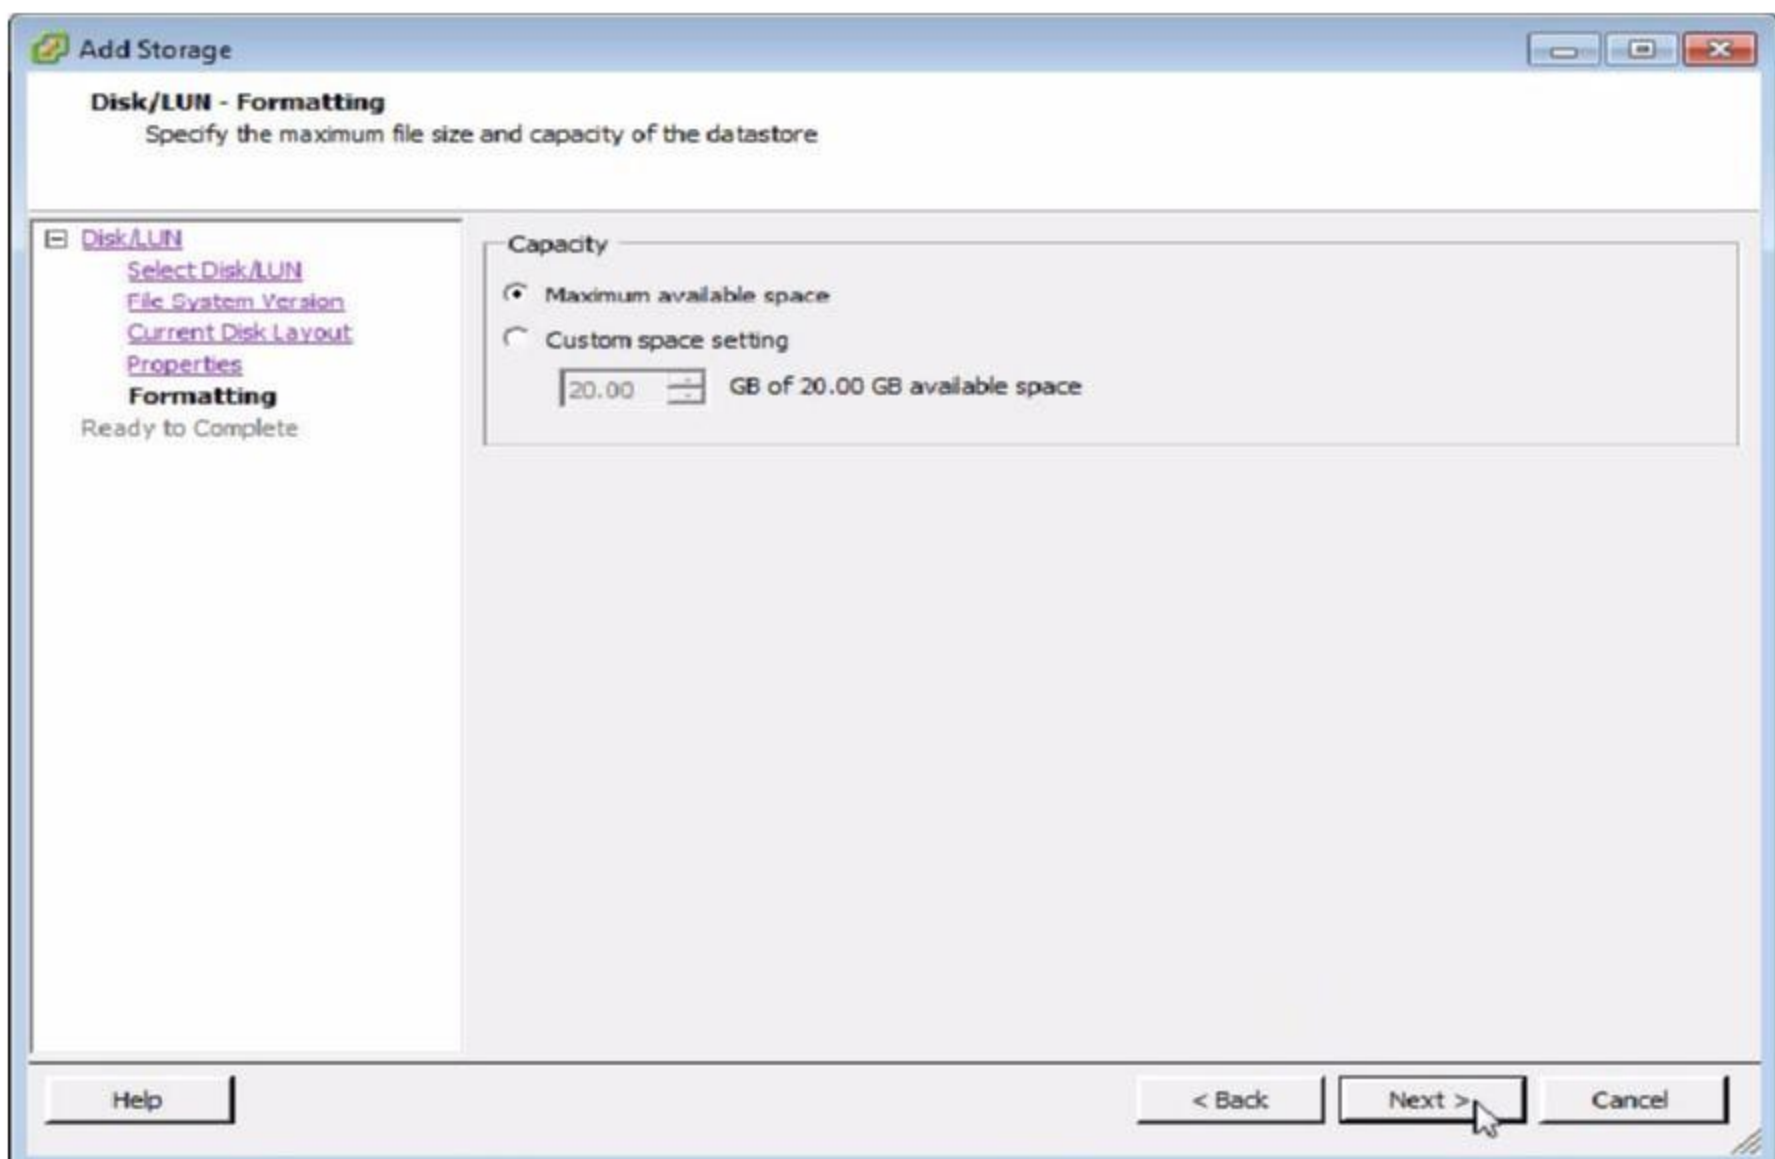 Add Storage
Disk/LUN - Formatting
Specify the maximum file size and capacity of the datastore
Disk/LUN
Select Disk/LUN
File System Version
Current Disk Layout
Properties
Formatting
Ready to Complete
Capacity
Maximum available space
Custom space setting
20.00 GB of 20.00 GB available space
Help
< Back
Next >
Cancel